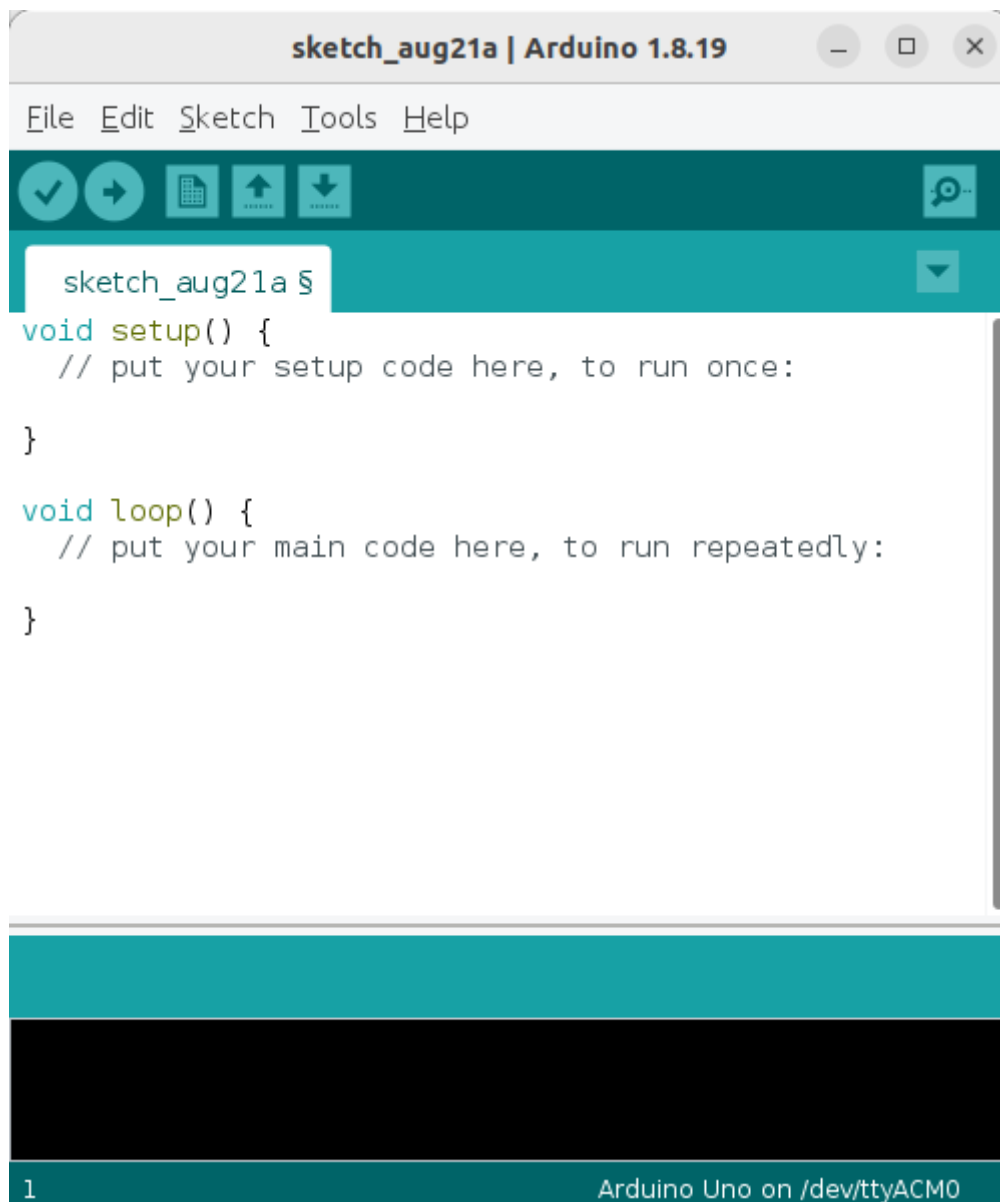 sketch_aug21a | Arduino 1.8.19
File Edit Sketch Tools Help
sketch_aug21a §
void setup() {
  // put your setup code here, to run once:
}
void loop() {
  // put your main code here, to run repeatedly:
}
1 Arduino Uno on /dev/ttyACM0